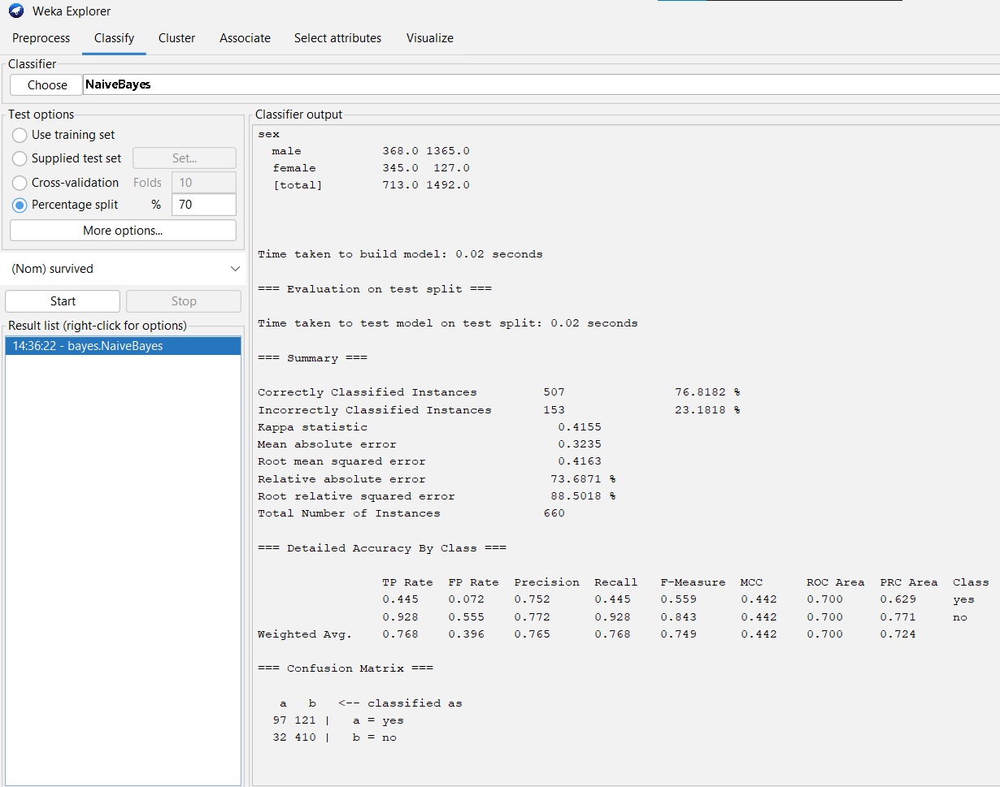 Weka Explorer
Preprocess Classify Cluster Associate Select attributes Visualize
Classifier
Choose NaiveBayes
Test options
Use training set
Supplied test set Set...
Cross-validation Folds 10
Percentage split % 70
More options...
(Nom) survived
Start Stop
Result list (right-click for options)
14:36:22 - bayes.NaiveBayes
Classifier output
sex
male 368.0 1365.0
female 345.0 127.0
[total] 713.0 1492.0
Time taken to build model: 0.02 seconds
=== Evaluation on test split ===
Time taken to test model on test split: 0.02 seconds
=== Summary ===
Correctly Classified Instances 507 76.8182 %
Incorrectly Classified Instances 153 23.1818 %
Kappa statistic 0.4155
Mean absolute error 0.3235
Root mean squared error 0.4163
Relative absolute error 73.6871 %
Root relative squared error 88.5018 %
Total Number of Instances 660
=== Detailed Accuracy By Class ===
TP Rate FP Rate Precision Recall F-Measure MCC ROC Area PRC Area Class
0.445 0.072 0.752 0.445 0.559 0.442 0.700 0.629 yes
0.928 0.555 0.772 0.928 0.843 0.442 0.700 0.771 no
Weighted Avg. 0.768 0.396 0.765 0.768 0.749 0.442 0.700 0.724
=== Confusion Matrix ===
a b <-- classified as
97 121 | a = yes
32 410 | b = no